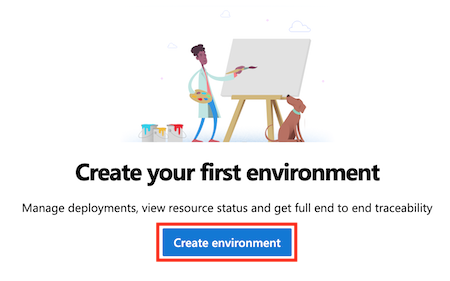 Create your first environment
Manage deployments, view resource status and get full end to end traceability
Create environment